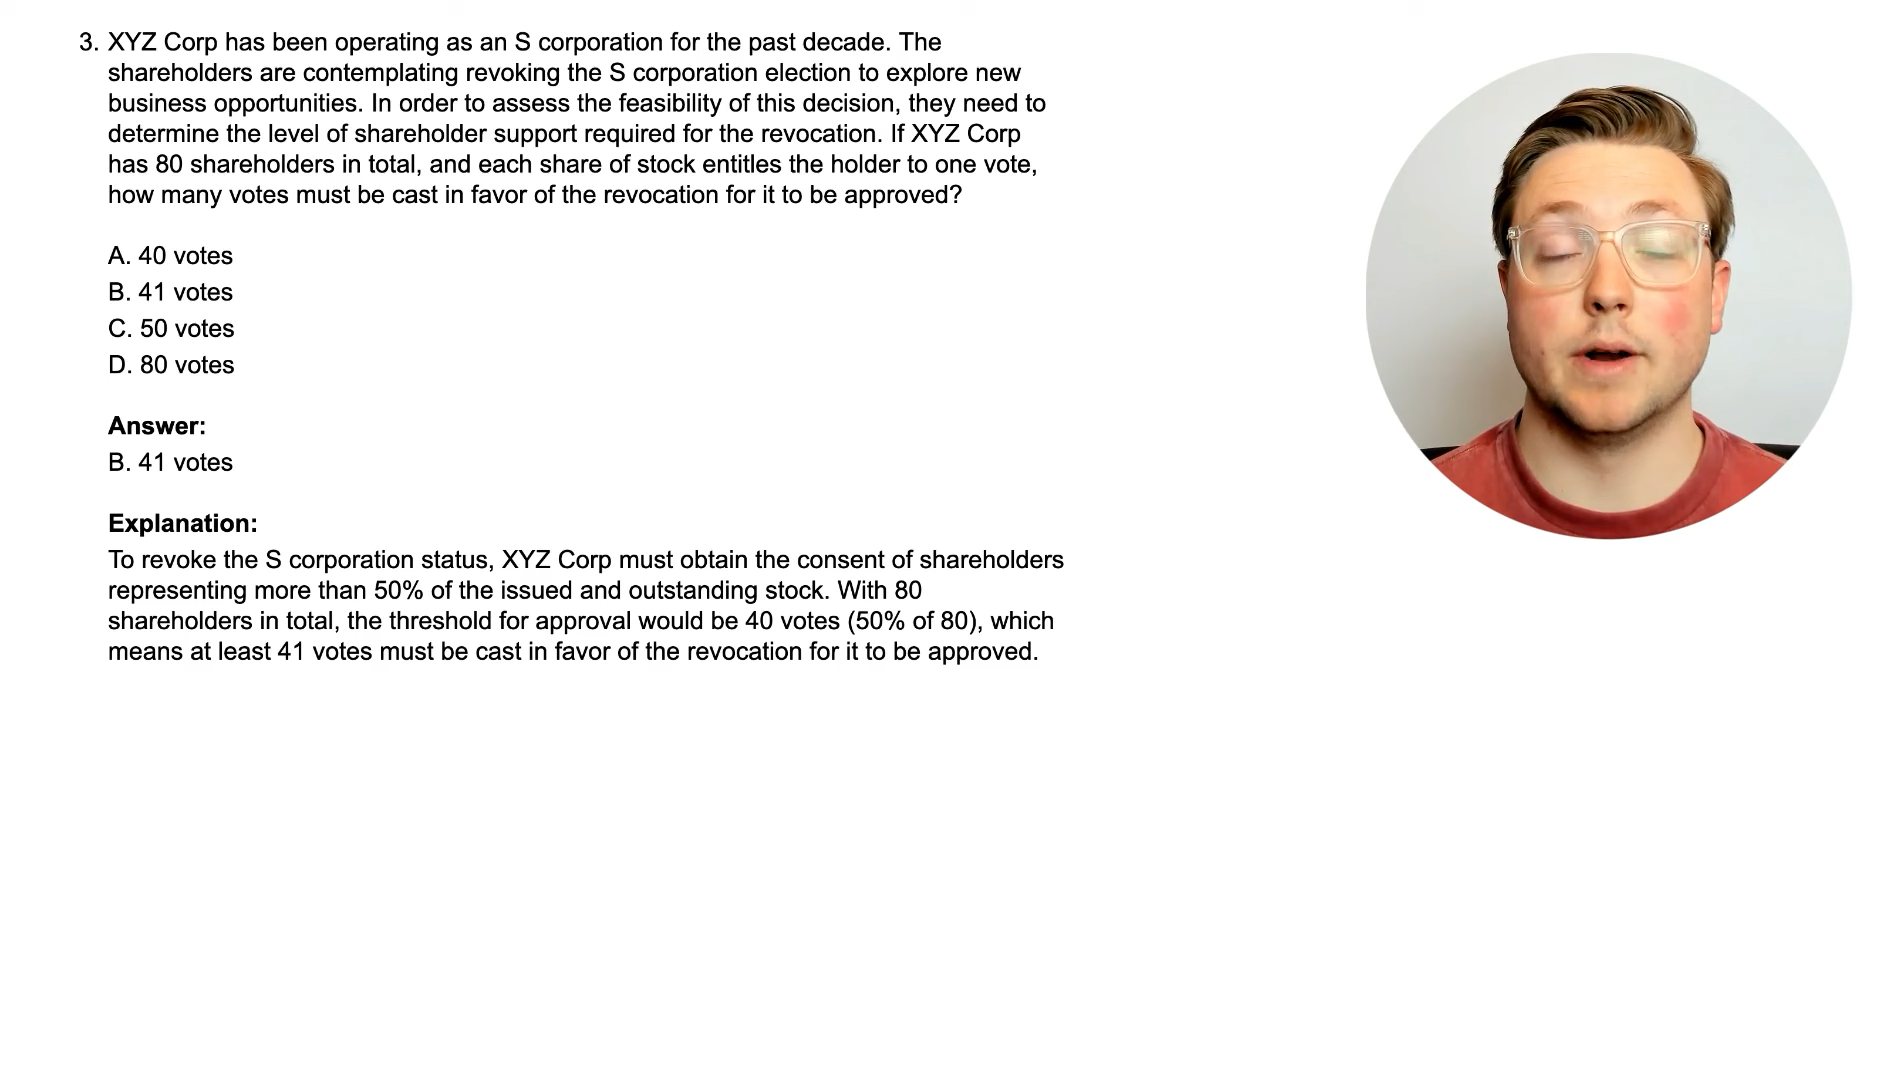 3. XYZ Corp has been operating as an S corporation for the past decade. The
shareholders are contemplating revoking the S corporation election to explore new
business opportunities. In order to assess the feasibility of this decision, they need to
determine the level of shareholder support required for the revocation. If XYZ Corp
has 80 shareholders in total, and each share of stock entitles the holder to one vote,
how many votes must be cast in favor of the revocation for it to be approved?
A. 40 votes
B. 41 votes
C. 50 votes
D. 80 votes
Answer:
B. 41 votes
Explanation:
To revoke the S corporation status, XYZ Corp must obtain the consent of shareholders
representing more than 50% of the issued and outstanding stock. With 80
shareholders in total, the threshold for approval would be 40 votes (50% of 80), which
means at least 41 votes must be cast in favor of the revocation for it to be approved.